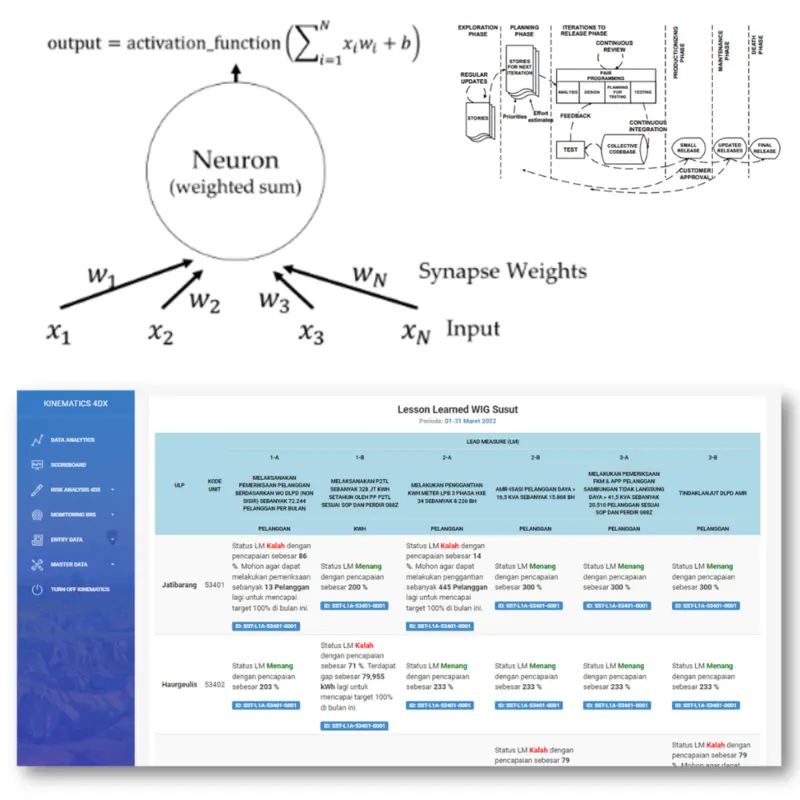 output = activation_function(∑_{i=1}^{N} x_i w_i + b)
Neuron
(weighted sum)
w_1
w_2
w_3
w_N
Synapse Weights
x_1
x_2
x_3
x_N
Input
EXPLORATION
PHASE
PLANNING
PHASE
ITERATIONS TO
RELEASE PHASE
PRODUCTIONIZING
PHASE
MAINTENANCE
PHASE
DEATH
PHASE
REGULAR
UPDATES
STORIES
STORIES
FOR NEXT
ITERATION
Priorities
Effort
estimates
CONTINUOUS
REVIEW
PAIR
PROGRAMMING
ANALYSIS
DESIGN
PLANNING
FOR
TESTING
TESTING
FEEDBACK
CONTINUOUS
INTEGRATION
TEST
COLLECTIVE
CODEBASE
SMALL
RELEASE
UPDATED
RELEASES
FINAL
RELEASE
CUSTOMER
APPROVAL
KINEMATICS 4DX
DATA ANALYTICS
SCOREBOARD
RISK ANALYSIS 4DX
ENTRY DATA
MASTER DATA
TURN OFF KINEMATICS
Lesson Learned WIG Susut
Periode: 01-31 Maret 2022
LEAD MEASURE (LM)
ULP
KODE
UNIT
1-A
MELAKSANAKAN
PEMERIKSAAN PELANGGAN
BERDASARKAN WO DLPD (NON
SISIR) SEBANYAK 72.244
PELANGGAN PER BULAN
PELANGGAN
1-B
MELAKSANAKAN P2TL
SEBANYAK 328 JT KWH
SETAHUN OLEH PP P2TL
SESUAI SOP DAN PERDIR 088Z
KWH
2-A
MELAKUKAN PENGGANTIAN
KWH METER LPB 3 PHASA HXE
34 SEBANYAK 8.226 BH
PELANGGAN
2-B
AMR-ISASI PELANGGAN DAYA >
16,5 KVA SEBANYAK 15.868 BH
PELANGGAN
3-A
MELAKUKAN PEMERIKSAAN
FKM & APP PELANGGAN
SAMBUNGAN TIDAK LANGSUNG
DAYA > 41,5 KVA SEBANYAK
20.510 PELANGGAN SESUAI
SOP DAN PERDIR 088Z
PELANGGAN
3-B
TINDAKLANJUT DLPD AMR
PELANGGAN
Jatibarang
53401
Status LM Kalah dengan
pencapaian sebesar 86
%. Mohon agar dapat
melakukan pemeriksaan
sebanyak 13 Pelanggan
lagi untuk mencapai
target 100% di bulan ini.
ID: SST-L1A-53401-0001
Status LM Menang
dengan pencapaian
sebesar 200 %
ID: SST-L1A-53401-0001
Status LM Kalah dengan
pencapaian sebesar 14
%. Mohon agar dapat
melakukan penggantian
sebanyak 445 Pelanggan
lagi untuk mencapai
target 100% di bulan ini.
ID: SST-L1A-53401-0001
Status LM Menang
dengan pencapaian
sebesar 300 %
ID: SST-L1A-53401-0001
Status LM Menang
dengan pencapaian
sebesar 300 %
ID: SST-L1A-53401-0001
Status LM Menang
dengan pencapaian
sebesar 300 %
ID: SST-L1A-53401-0001
Haurgeulis
53402
Status LM Menang
dengan pencapaian
sebesar 203 %
ID: SST-L1A-53401-0001
Status LM Kalah
dengan pencapaian
sebesar 71 %. Terdapat
gap sebesar 79,955
kWh lagi untuk
mencapai target 100%
di bulan ini.
ID: SST-L1A-53401-0001
Status LM Menang
dengan pencapaian
sebesar 233 %
ID: SST-L1A-53401-0001
Status LM Menang
dengan pencapaian
sebesar 233 %
ID: SST-L1A-53401-0001
Status LM Menang
dengan pencapaian
sebesar 233 %
ID: SST-L1A-53401-0001
Status LM Menang
dengan pencapaian
sebesar 233 %
ID: SST-L1A-53401-0001
Status LM Kalah dengan
pencapaian sebesar 79
Status LM Kalah dengan
pencapaian sebesar 79
%. Mohon agar dapat